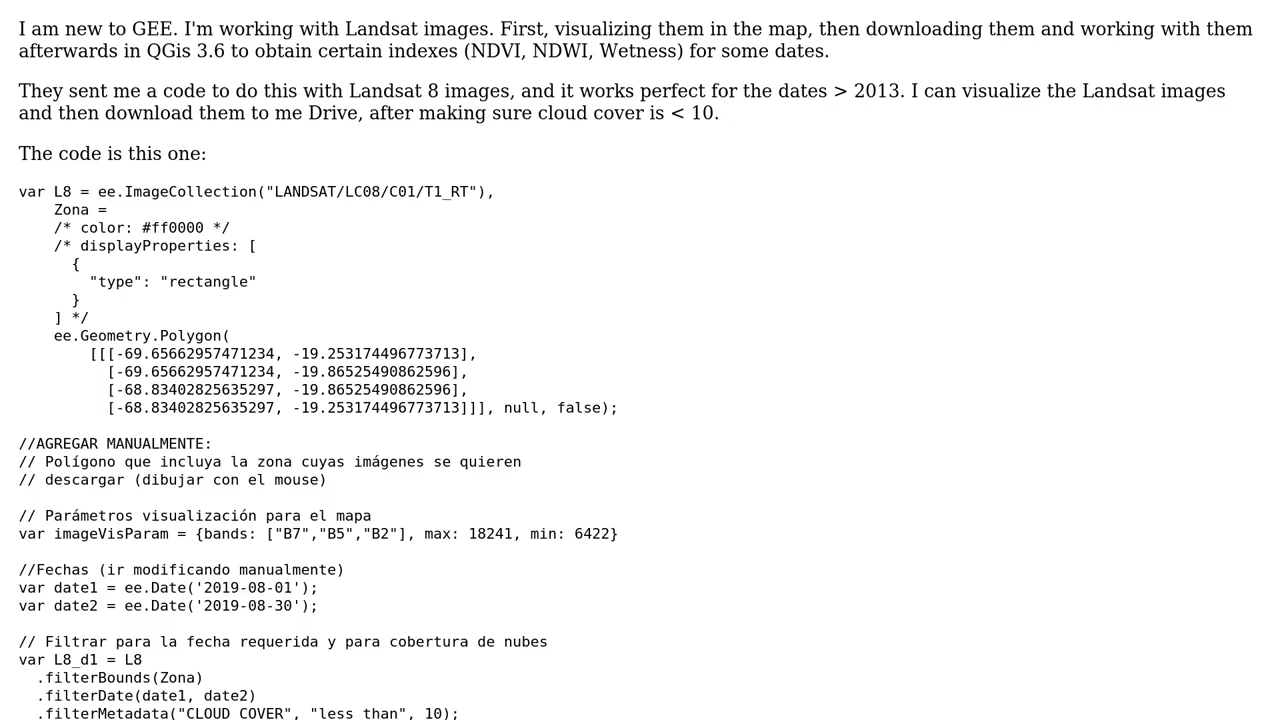 I am new to GEE. I'm working with Landsat images. First, visualizing them in the map, then downloading them and working with them
afterwards in QGis 3.6 to obtain certain indexes (NDVI, NDWI, Wetness) for some dates.
They sent me a code to do this with Landsat 8 images, and it works perfect for the dates > 2013. I can visualize the Landsat images
and then download them to me Drive, after making sure cloud cover is < 10.
The code is this one:
var L8 = ee.ImageCollection("LANDSAT/LC08/C01/T1_RT"),
    Zona =
    /* color: #ff0000 */
    /* displayProperties: [
      {
        "type": "rectangle"
      }
    ] */
    ee.Geometry.Polygon(
        [[[-69.65662957471234, -19.253174496773713],
          [-69.65662957471234, -19.86525490862596],
          [-68.83402825635297, -19.86525490862596],
          [-68.83402825635297, -19.253174496773713]]], null, false);
//AGREGAR MANUALMENTE:
// Polígono que incluya la zona cuyas imágenes se quieren
// descargar (dibujar con el mouse)
// Parámetros visualización para el mapa
var imageVisParam = {bands: ["B7","B5","B2"], max: 18241, min: 6422}
//Fechas (ir modificando manualmente)
var date1 = ee.Date('2019-08-01');
var date2 = ee.Date('2019-08-30');
// Filtrar para la fecha requerida y para cobertura de nubes
var L8_d1 = L8
  .filterBounds(Zona)
  .filterDate(date1, date2)
  .filterMetadata("CLOUD_COVER", "less_than", 10);